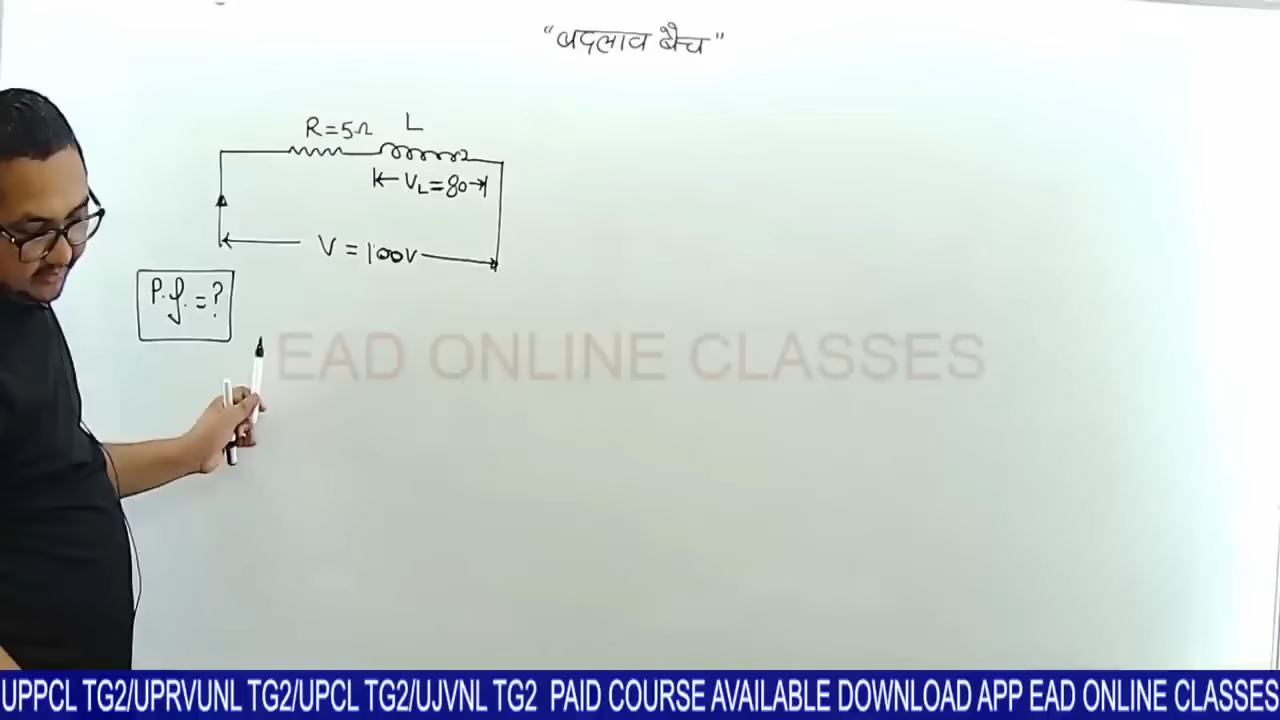 "बदलाव बैच"
R=5Ω L
V_L=80
V = 100V
P.f. = ?
EAD ONLINE CLASSES
UPPCL TG2/UPRVUNL TG2/UPCL TG2/UJVNL TG2 PAID COURSE AVAILABLE DOWNLOAD APP EAD ONLINE CLASSES